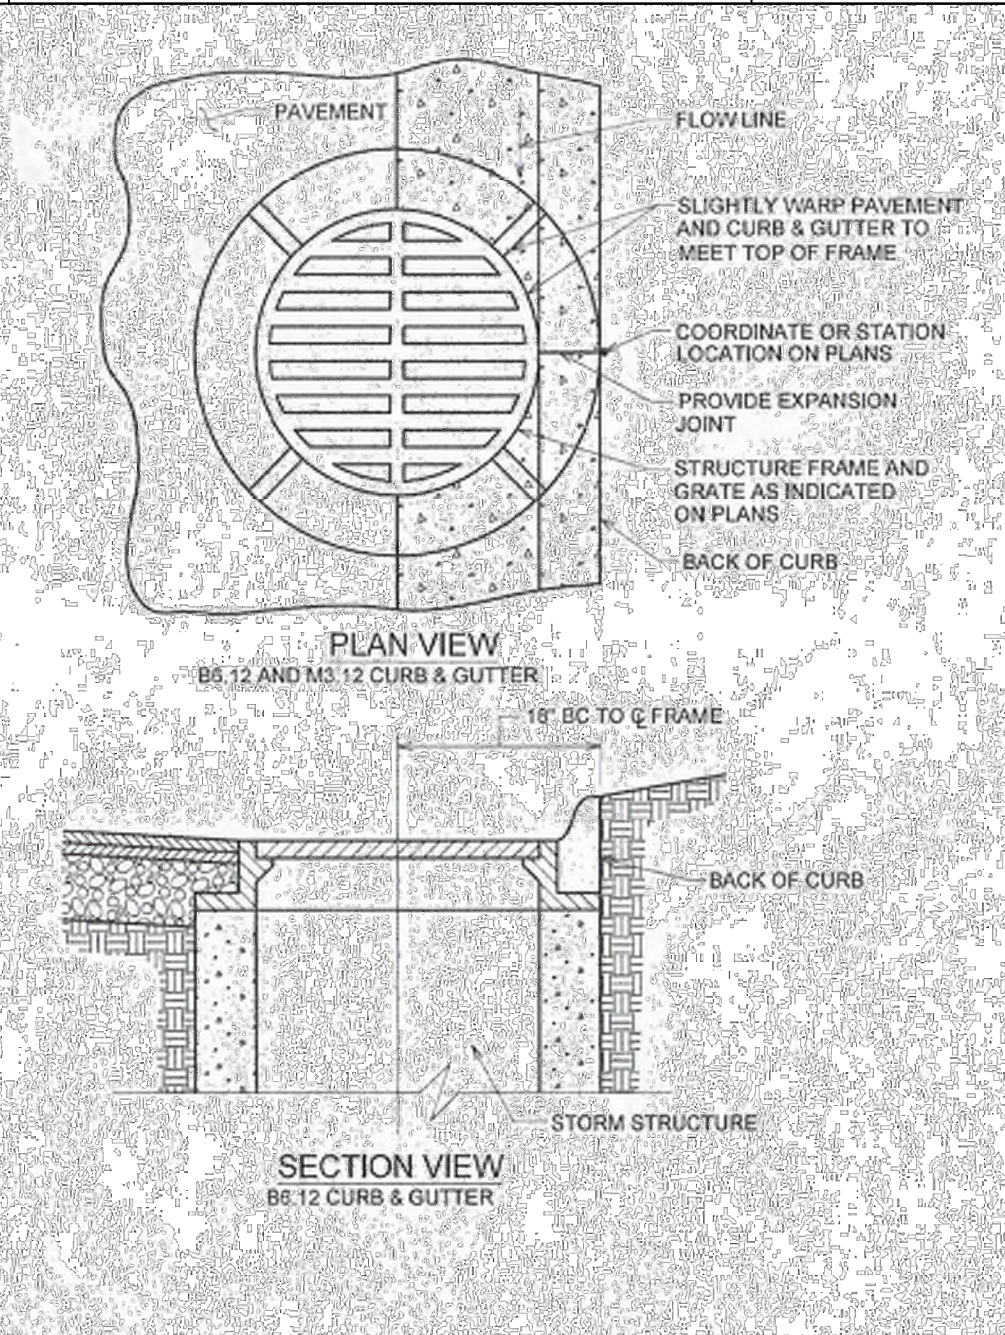 PAVEMENT
FLOW LINE
SLIGHTLY WARP PAVEMENT
AND CURB & GUTTER TO
MEET TOP OF FRAME
COORDINATE OR STATION
LOCATION ON PLANS
PROVIDE EXPANSION
JOINT
STRUCTURE FRAME AND
GRATE AS INDICATED
ON PLANS
BACK OF CURB
PLAN VIEW
B6.12 AND M3.12 CURB & GUTTER
18" BC TO ℄ FRAME
BACK OF CURB
STORM STRUCTURE
SECTION VIEW
B6.12 CURB & GUTTER